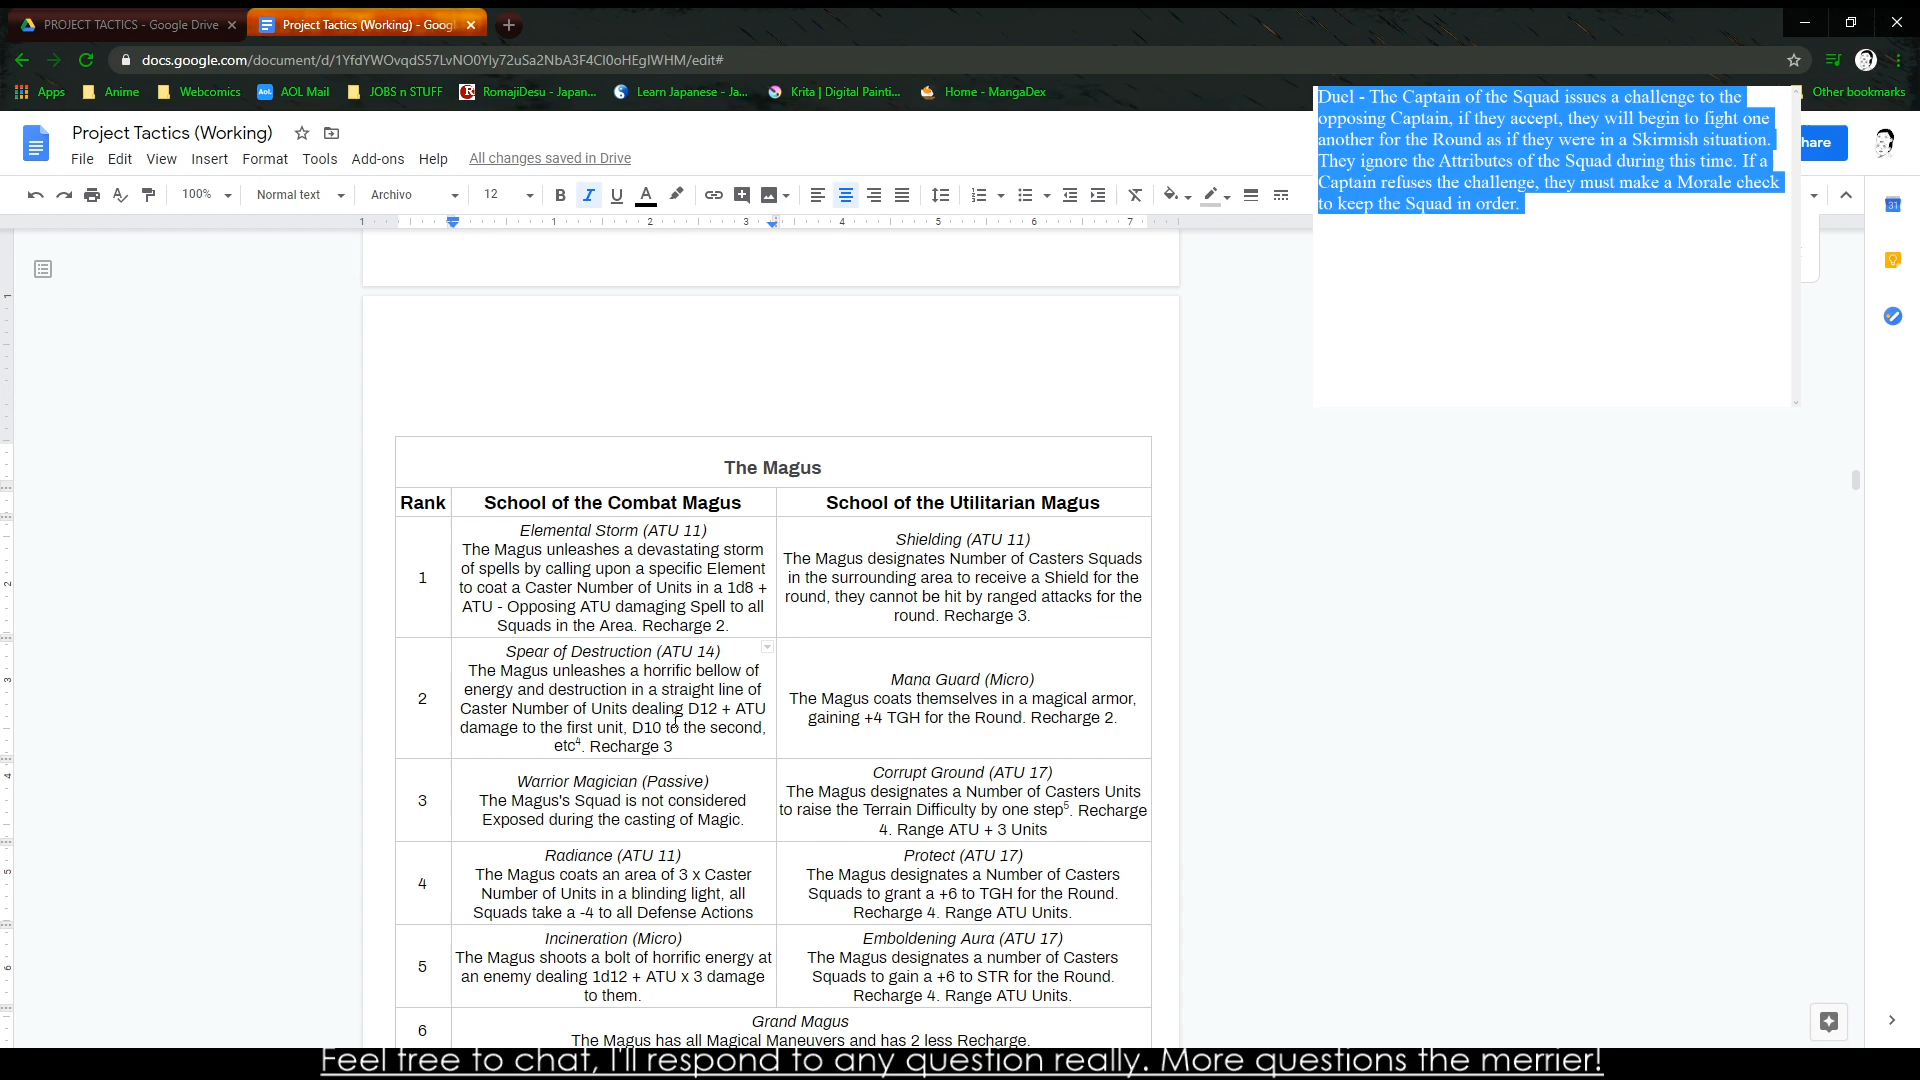 PROJECT TACTICS - Google Drive
Project Tactics (Working) - Goog
docs.google.com/document/d/1YfdYWOvqdS57LvNO0Yly72uSa2NbA3F4Cl0oHEglWHM/edit#
Apps Anime Webcomics AOL Mail JOBS n STUFF RomajiDesu - Japan... Learn Japanese - Ja... Krita | Digital Painti... Home - MangaDex Other bookmarks
Project Tactics (Working)
File Edit View Insert Format Tools Add-ons Help All changes saved in Drive
hare
100% Normal text Archivo 12 B I U A
Duel - The Captain of the Squad issues a challenge to the
opposing Captain, if they accept, they will begin to fight one
another for the Round as if they were in a Skirmish situation.
They ignore the Attributes of the Squad during this time. If a
Captain refuses the challenge, they must make a Morale check
to keep the Squad in order.
1 1 2 3 4 5 6 7
The Magus
Rank School of the Combat Magus School of the Utilitarian Magus
1
Elemental Storm (ATU 11)
The Magus unleashes a devastating storm
of spells by calling upon a specific Element
to coat a Caster Number of Units in a 1d8 +
ATU - Opposing ATU damaging Spell to all
Squads in the Area. Recharge 2.
Shielding (ATU 11)
The Magus designates Number of Casters Squads
in the surrounding area to receive a Shield for the
round, they cannot be hit by ranged attacks for the
round. Recharge 3.
2
Spear of Destruction (ATU 14)
The Magus unleashes a horrific bellow of
energy and destruction in a straight line of
Caster Number of Units dealing D12 + ATU
damage to the first unit, D10 to the second,
etc⁴. Recharge 3
Mana Guard (Micro)
The Magus coats themselves in a magical armor,
gaining +4 TGH for the Round. Recharge 2.
3
Warrior Magician (Passive)
The Magus's Squad is not considered
Exposed during the casting of Magic.
Corrupt Ground (ATU 17)
The Magus designates a Number of Casters Units
to raise the Terrain Difficulty by one step⁵. Recharge
4. Range ATU + 3 Units
4
Radiance (ATU 11)
The Magus coats an area of 3 x Caster
Number of Units in a blinding light, all
Squads take a -4 to all Defense Actions
Protect (ATU 17)
The Magus designates a Number of Casters
Squads to grant a +6 to TGH for the Round.
Recharge 4. Range ATU Units.
5
Incineration (Micro)
The Magus shoots a bolt of horrific energy at
an enemy dealing 1d12 + ATU x 3 damage
to them.
Emboldening Aura (ATU 17)
The Magus designates a number of Casters
Squads to gain a +6 to STR for the Round.
Recharge 4. Range ATU Units.
6
Grand Magus
The Magus has all Magical Maneuvers and has 2 less Recharge.
Feel free to chat, I'll respond to any question really. More questions the merrier!